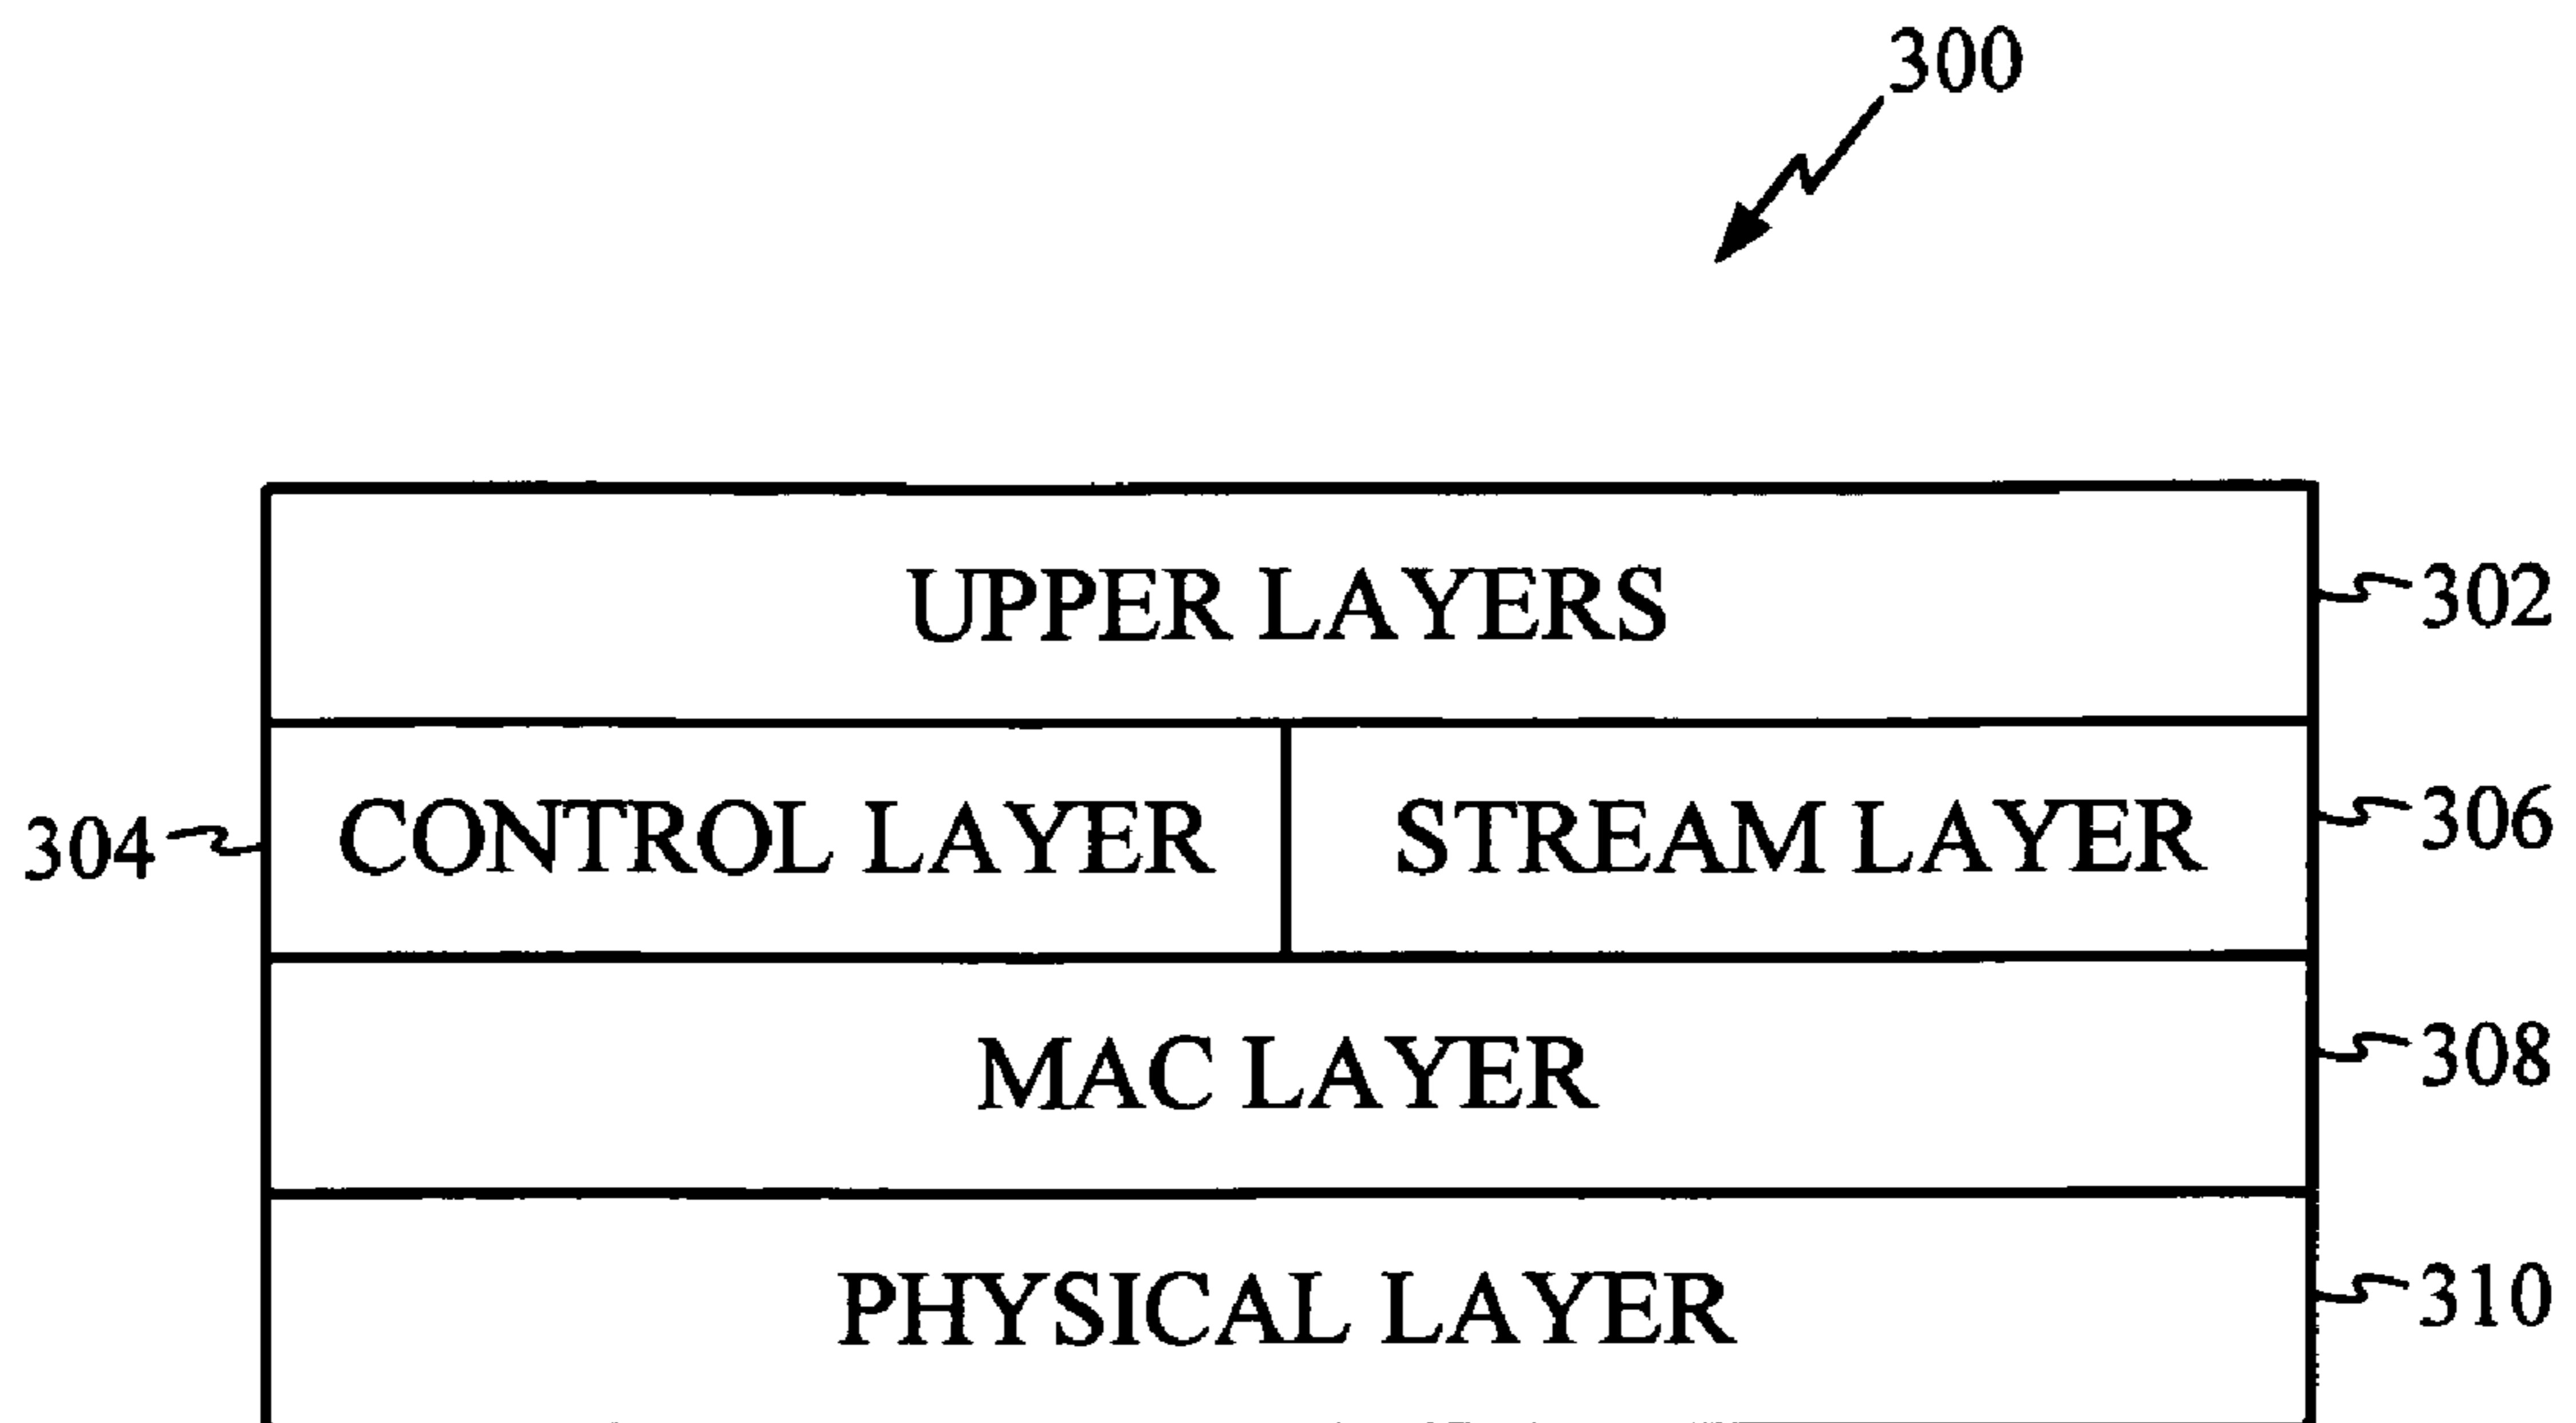 300
UPPER LAYERS
302
304
CONTROL LAYER
STREAM LAYER
306
MAC LAYER
308
PHYSICAL LAYER
310